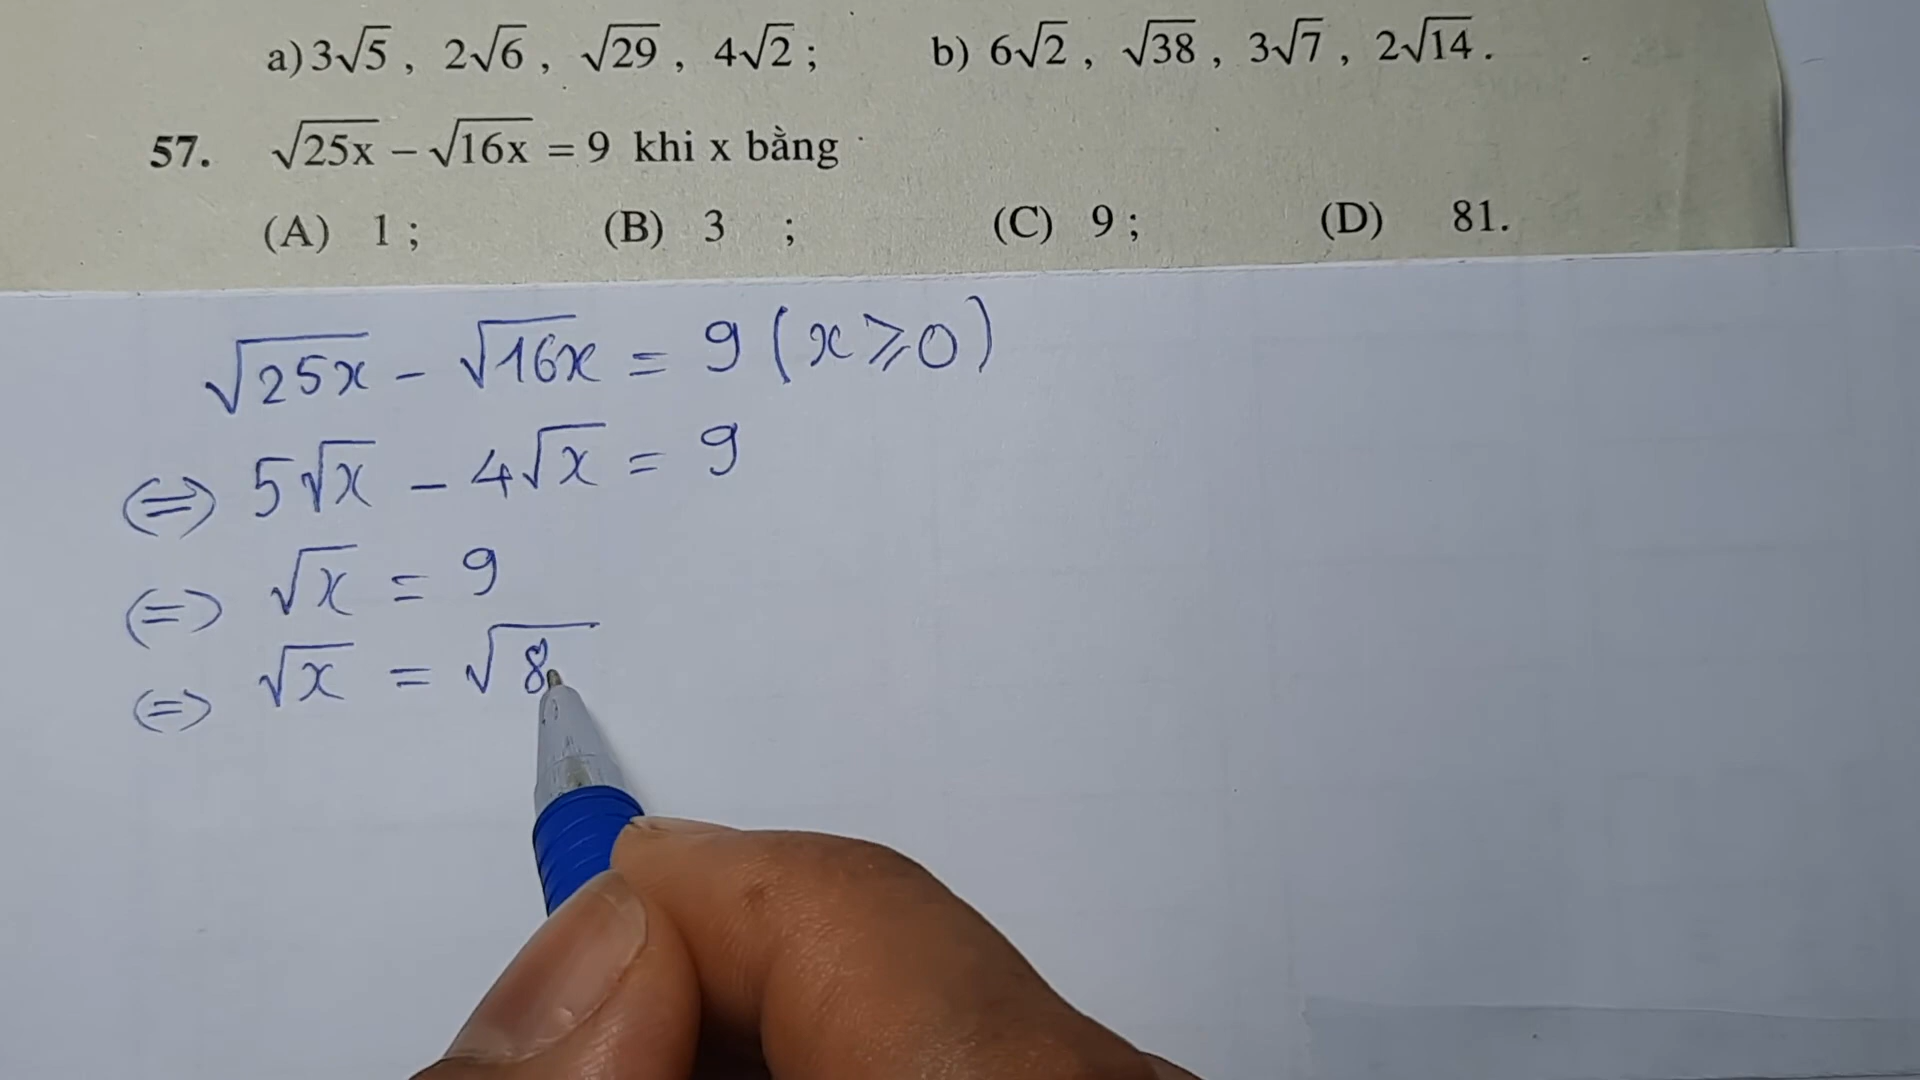 a) 3√5 , 2√6 , √29 , 4√2 ; b) 6√2 , √38 , 3√7 , 2√14 .
57. √25x – √16x = 9 khi x bằng
(A) 1 ; (B) 3 ; (C) 9 ; (D) 81.
√25x – √16x = 9 ( x ⩾ 0 )
⇔ 5√x – 4√x = 9
⇔ √x = 9
⇔ √x = √8